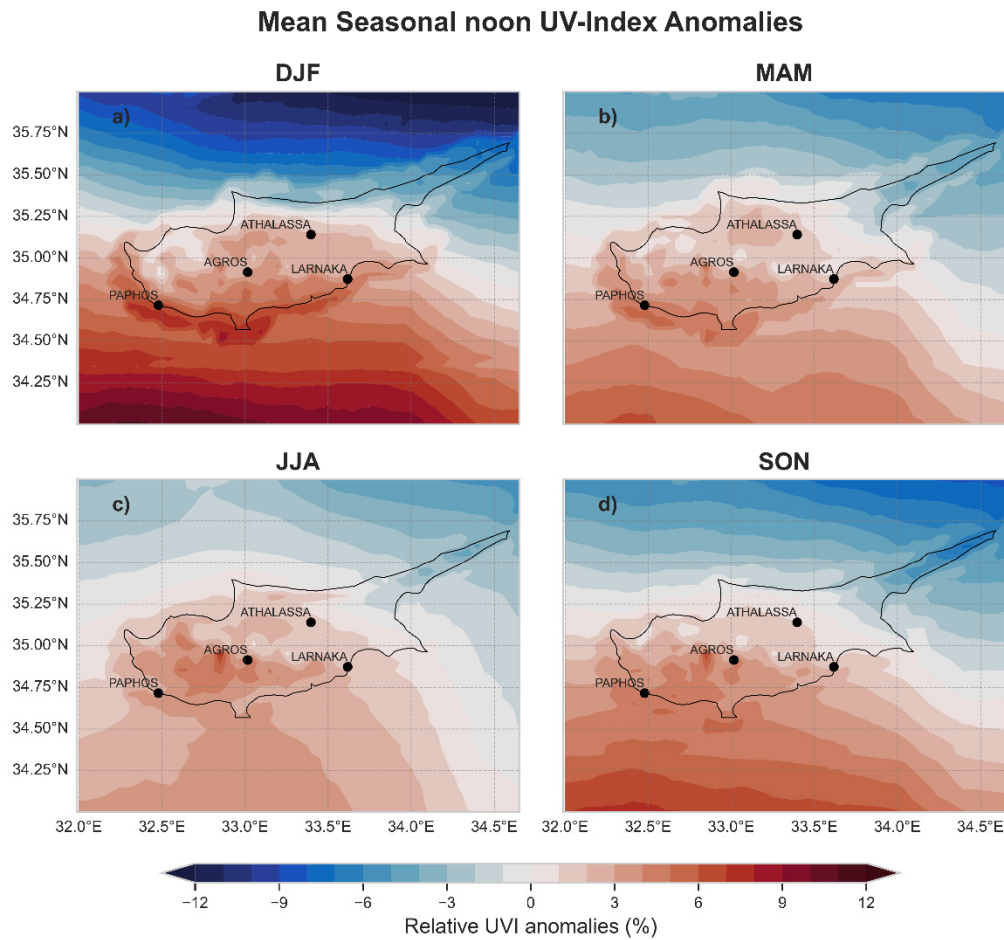 Mean Seasonal noon UV-Index Anomalies
DJF
MAM
a)
b)
35.75°N
35.50°N
35.25°N
35.00°N
34.75°N
34.50°N
34.25°N
ATHALASSA
AGROS
LARNAKA
PAPHOS
ATHALASSA
AGROS
LARNAKA
PAPHOS
JJA
SON
c)
d)
35.75°N
35.50°N
35.25°N
35.00°N
34.75°N
34.50°N
34.25°N
ATHALASSA
AGROS
LARNAKA
PAPHOS
ATHALASSA
AGROS
LARNAKA
PAPHOS
32.0°E 32.5°E 33.0°E 33.5°E 34.0°E 34.5°E
32.0°E 32.5°E 33.0°E 33.5°E 34.0°E 34.5°E
−12 −9 −6 −3 0 3 6 9 12
Relative UVI anomalies (%)